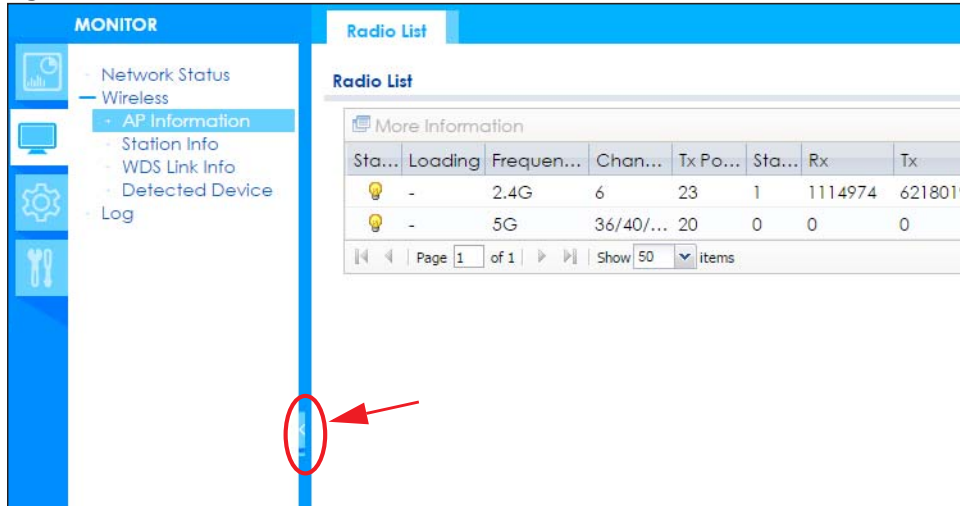 MONITOR
Network Status
Wireless
AP Information
Station Info
WDS Link Info
Detected Device
Log
Radio List
Radio List
More Information
Sta... Loading Frequen... Chan... Tx Po... Sta... Rx Tx
- 2.4G 6 23 1 1114974 6218019
- 5G 36/40/... 20 0 0 0
Page 1 of 1 Show 50 items